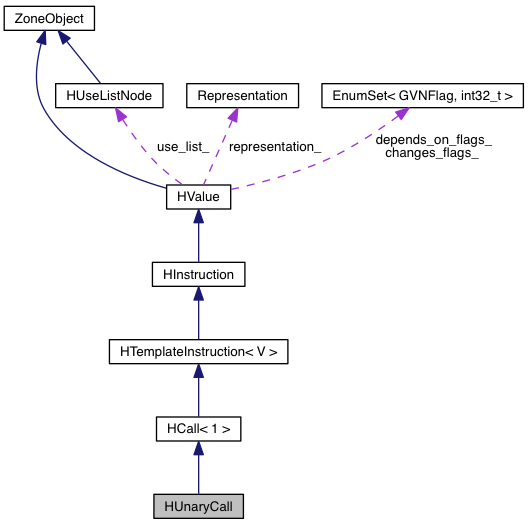 ZoneObject
HUseListNode
Representation
EnumSet< GVNFlag, int32_t >
use_list_
representation_
depends_on_flags_
changes_flags_
HValue
HInstruction
HTemplateInstruction< V >
HCall< 1 >
HUnaryCall